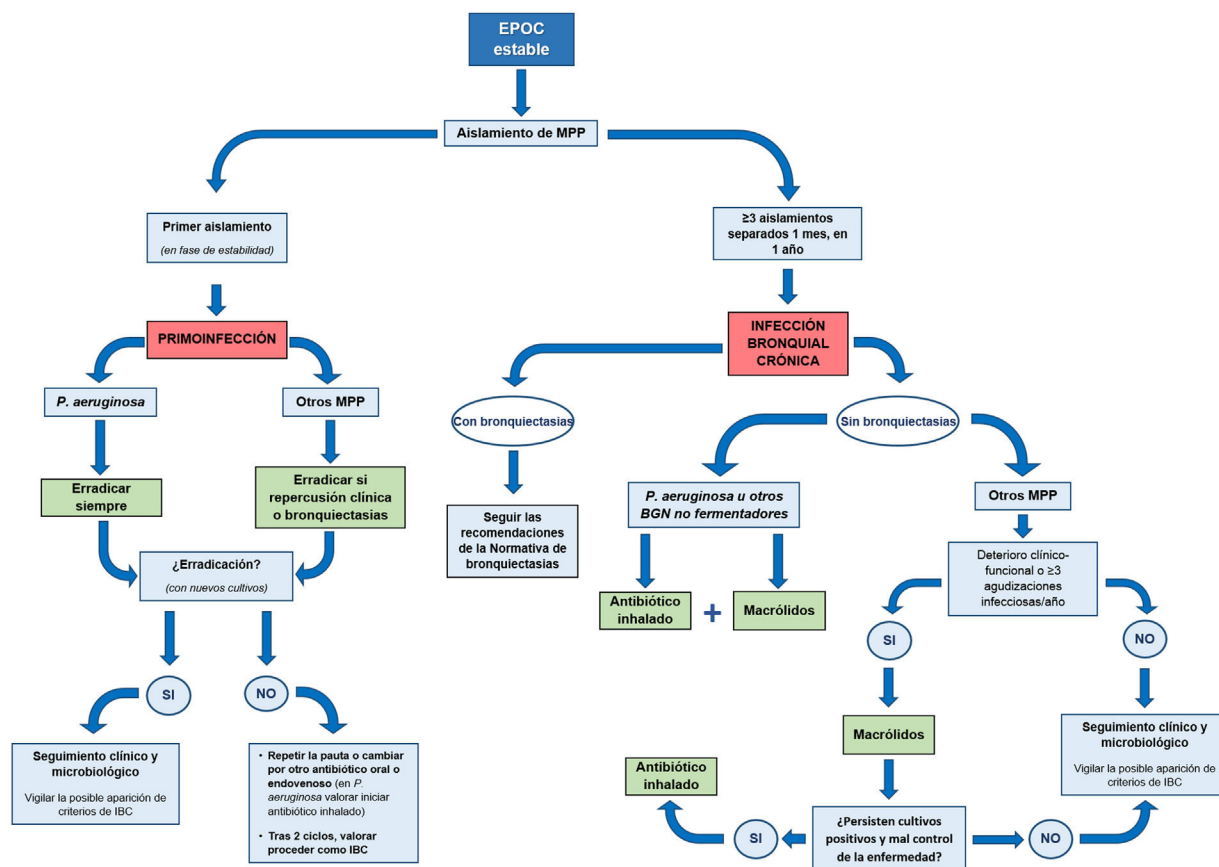 EPOC
estable
Aislamiento de MPP
Primer aislamiento
(en fase de estabilidad)
≥3 aislamientos
separados 1 mes, en
1 año
PRIMOINFECCIÓN
INFECCIÓN
BRONQUIAL
CRÓNICA
P. aeruginosa
Otros MPP
Con bronquiectasias
Sin bronquiectasias
Erradicar
siempre
Erradicar si
repercusión clínica
o bronquiectasias
Seguir las
recomendaciones
de la Normativa de
bronquiectasias
P. aeruginosa u otros
BGN no fermentadores
Otros MPP
¿Erradicación?
(con nuevos cultivos)
Antibiótico
inhalado
+
Macrólidos
Deterioro clínico-
funcional o ≥3
agudizaciones
infecciosas/año
SI
NO
SI
NO
Seguimiento clínico y
microbiológico
Vigilar la posible aparición de
criterios de IBC
• Repetir la pauta o cambiar
por otro antibiótico oral o
endovenoso (en P.
aeruginosa valorar iniciar
antibiótico inhalado)
• Tras 2 ciclos, valorar
proceder como IBC
Macrólidos
Seguimiento clínico y
microbiológico
Vigilar la posible aparición de
criterios de IBC
Antibiótico
inhalado
SI
¿Persisten cultivos
positivos y mal control
de la enfermedad?
NO